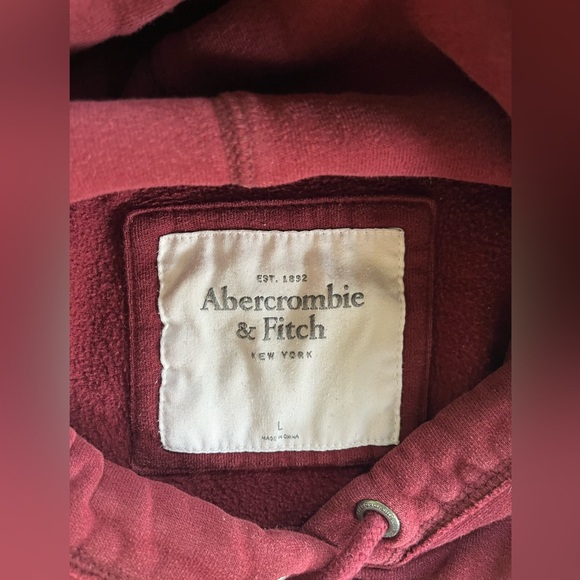 EST. 1892
Abercrombie
& Fitch
NEW YORK
L
MADE IN CHINA